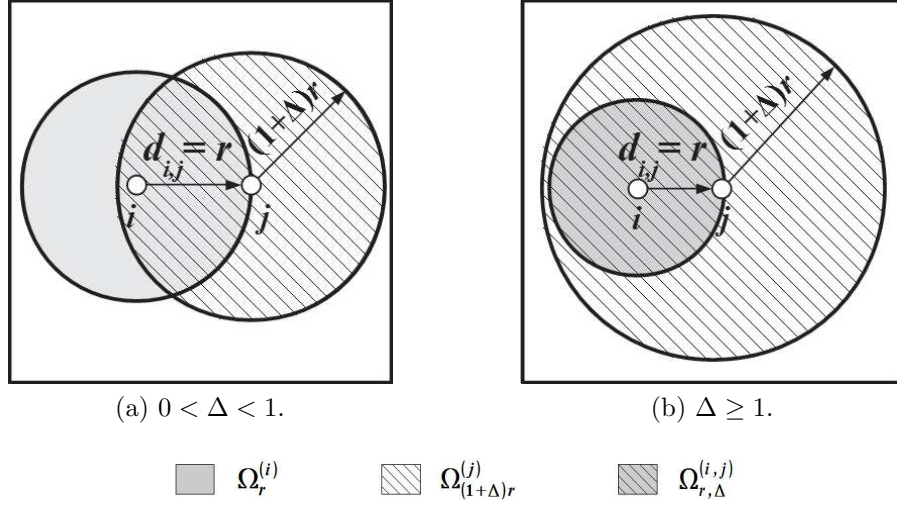 d_{i,j} = r
(1+Δ)r
i
j
d_{i,j} = r
(1+Δ)r
i
j
(a) 0 < Δ < 1.
(b) Δ ≥ 1.
Ω_r^{(i)} Ω_{(1+Δ)r}^{(j)} Ω_{r,Δ}^{(i,j)}